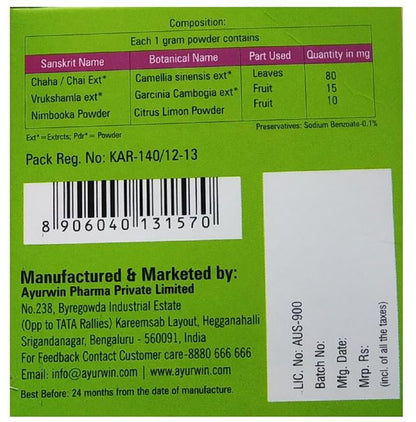 Composition:
Each 1 gram powder contains
Sanskrit Name Botanical Name Part Used Quantity in mg
Chaha / Chai Ext* Camellia sinensis ext* Leaves 80
Vrukshamla ext* Garcinia Cambogia ext* Fruit 15
Nimbooka Powder Citrus Limon Powder Fruit 10
Ext* = Extrcts; Pdr* = Powder
Preservatives: Sodium Benzoate-0.1%
Pack Reg. No: KAR-140/12-13
8 906040 131570
Manufactured & Marketed by:
Ayurwin Pharma Private Limited
No.238, Byregowda Industrial Estate
(Opp to TATA Rallies) Kareemsab Layout, Hegganahalli
Srigandanagar, Bengaluru - 560091, India
For Feedback Contact Customer care-8880 666 666
Email: info@ayurwin.com / www.ayurwin.com
Best Before: 24 months from the date of manufacture.
LIC. No: AUS-900
Batch No:
Mfg. Date:
Mrp. Rs:
(incl. of all the taxes)